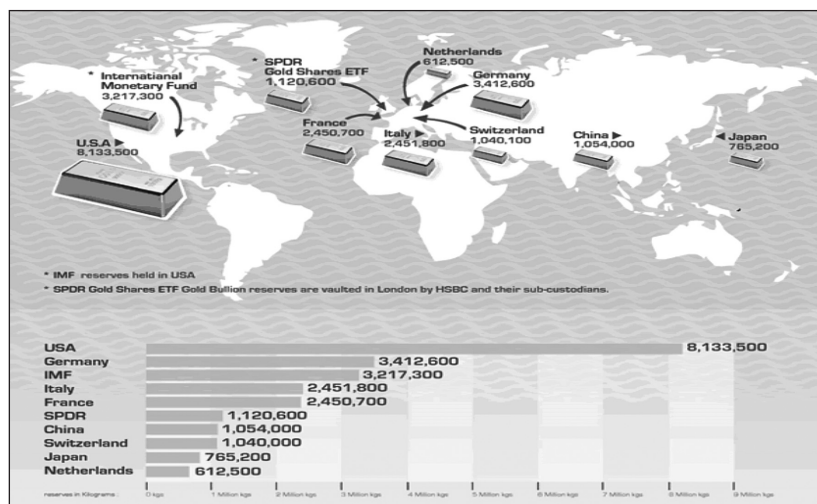 Netherlands
612,500
* SPDR
Gold Shares ETF
1,120,600
* International
Monetary Fund
3,217,300
Germany
3,412,600
France
2,450,700
Italy ▶
2,451,800
Switzerland
1,040,100
China ▶
1,054,000
◀ Japan
765,200
U.S.A ▶
8,133,500
* IMF reserves held in USA
* SPDR Gold Shares ETF Gold Bullion reserves are vaulted in London by HSBC and their sub-custodians.
USA 8,133,500
Germany 3,412,600
IMF 3,217,300
Italy 2,451,800
France 2,450,700
SPDR 1,120,600
China 1,054,000
Switzerland 1,040,000
Japan 765,200
Netherlands 612,500
reserves in Kilograms : 0 kgs 1 Million kgs 2 Million kgs 3 Million kgs 4 Million kgs 5 Million kgs 6 Million kgs 7 Million kgs 8 Million kgs 9 Million kgs